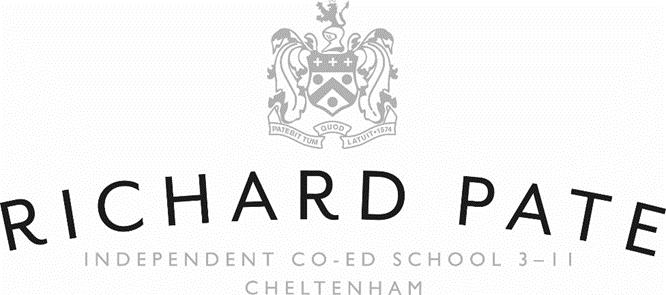 PATEBIT TUM QUOD LATUIT • 1574
RICHARD PATE
INDEPENDENT CO-ED SCHOOL 3–11
CHELTENHAM